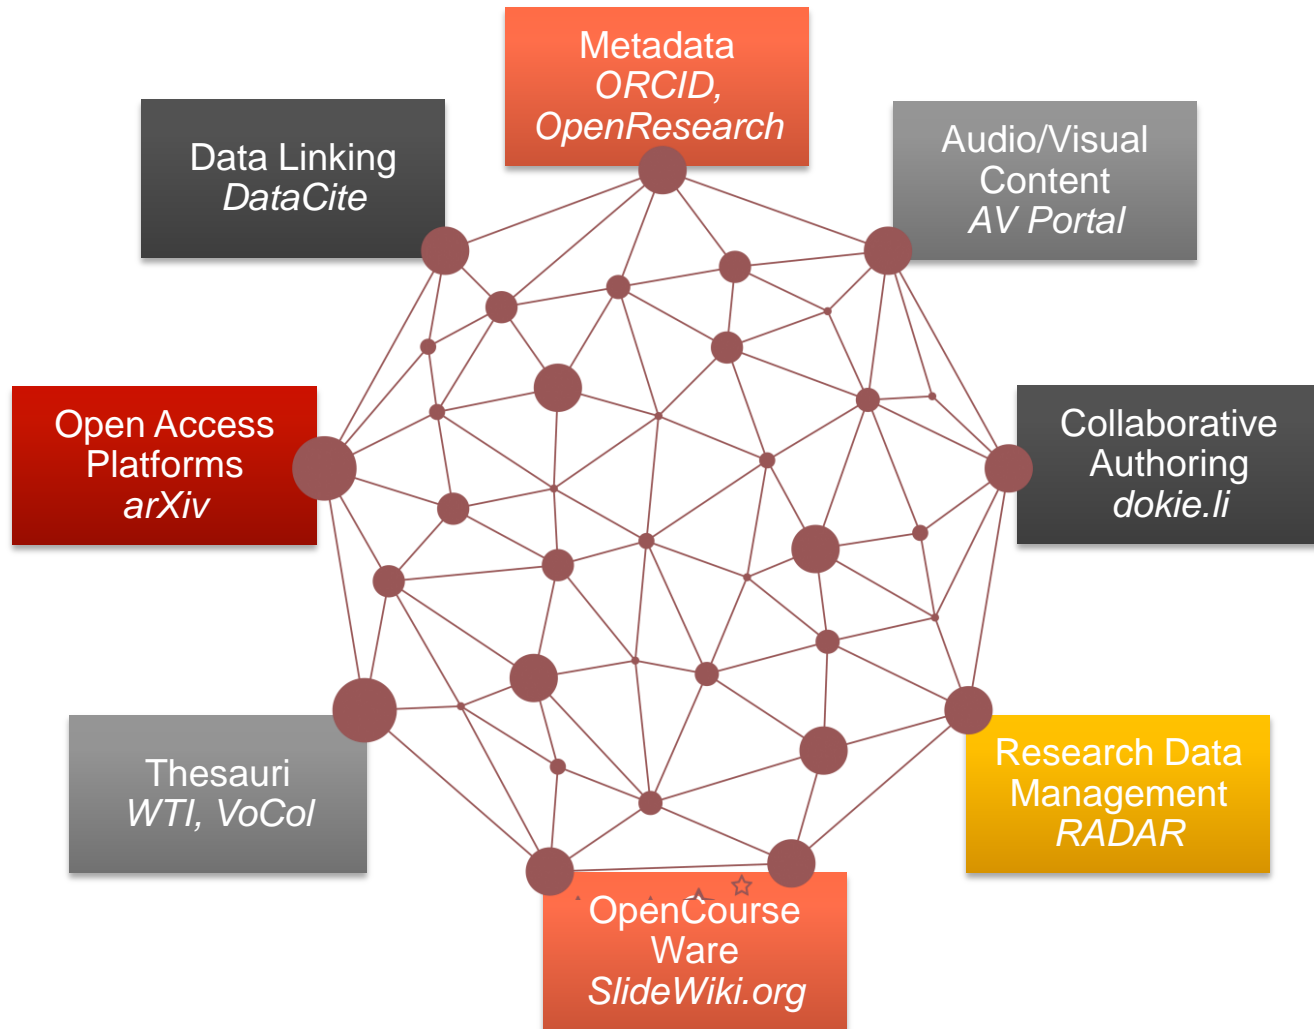 Metadata
ORCID,
OpenResearch
Data Linking
DataCite
Audio/Visual
Content
AV Portal
Open Access
Platforms
arXiv
Collaborative
Authoring
dokie.li
Thesauri
WTI, VoCol
Research Data
Management
RADAR
OpenCourse
Ware
SlideWiki.org